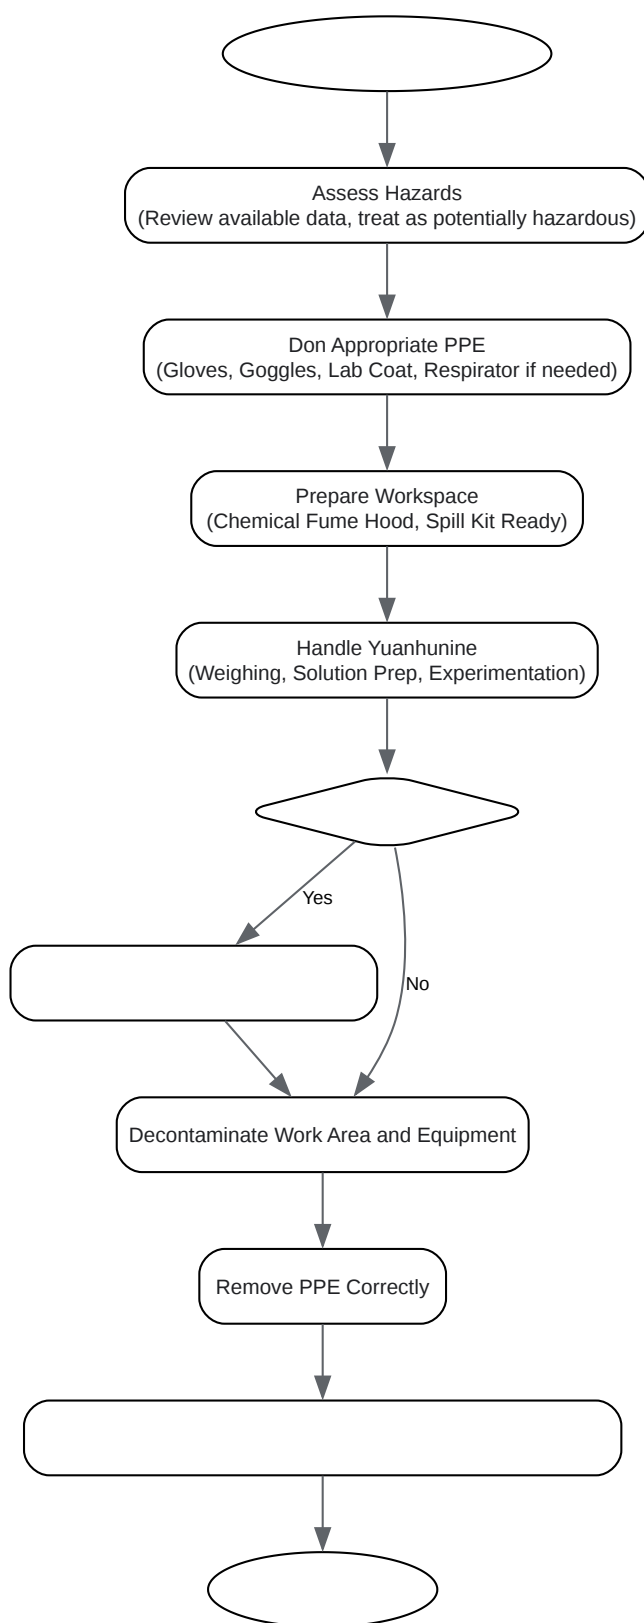 Assess Hazards
(Review available data, treat as potentially hazardous)
Don Appropriate PPE
(Gloves, Goggles, Lab Coat, Respirator if needed)
Prepare Workspace
(Chemical Fume Hood, Spill Kit Ready)
Handle Yuanhunine
(Weighing, Solution Prep, Experimentation)
Yes
No
Decontaminate Work Area and Equipment
Remove PPE Correctly